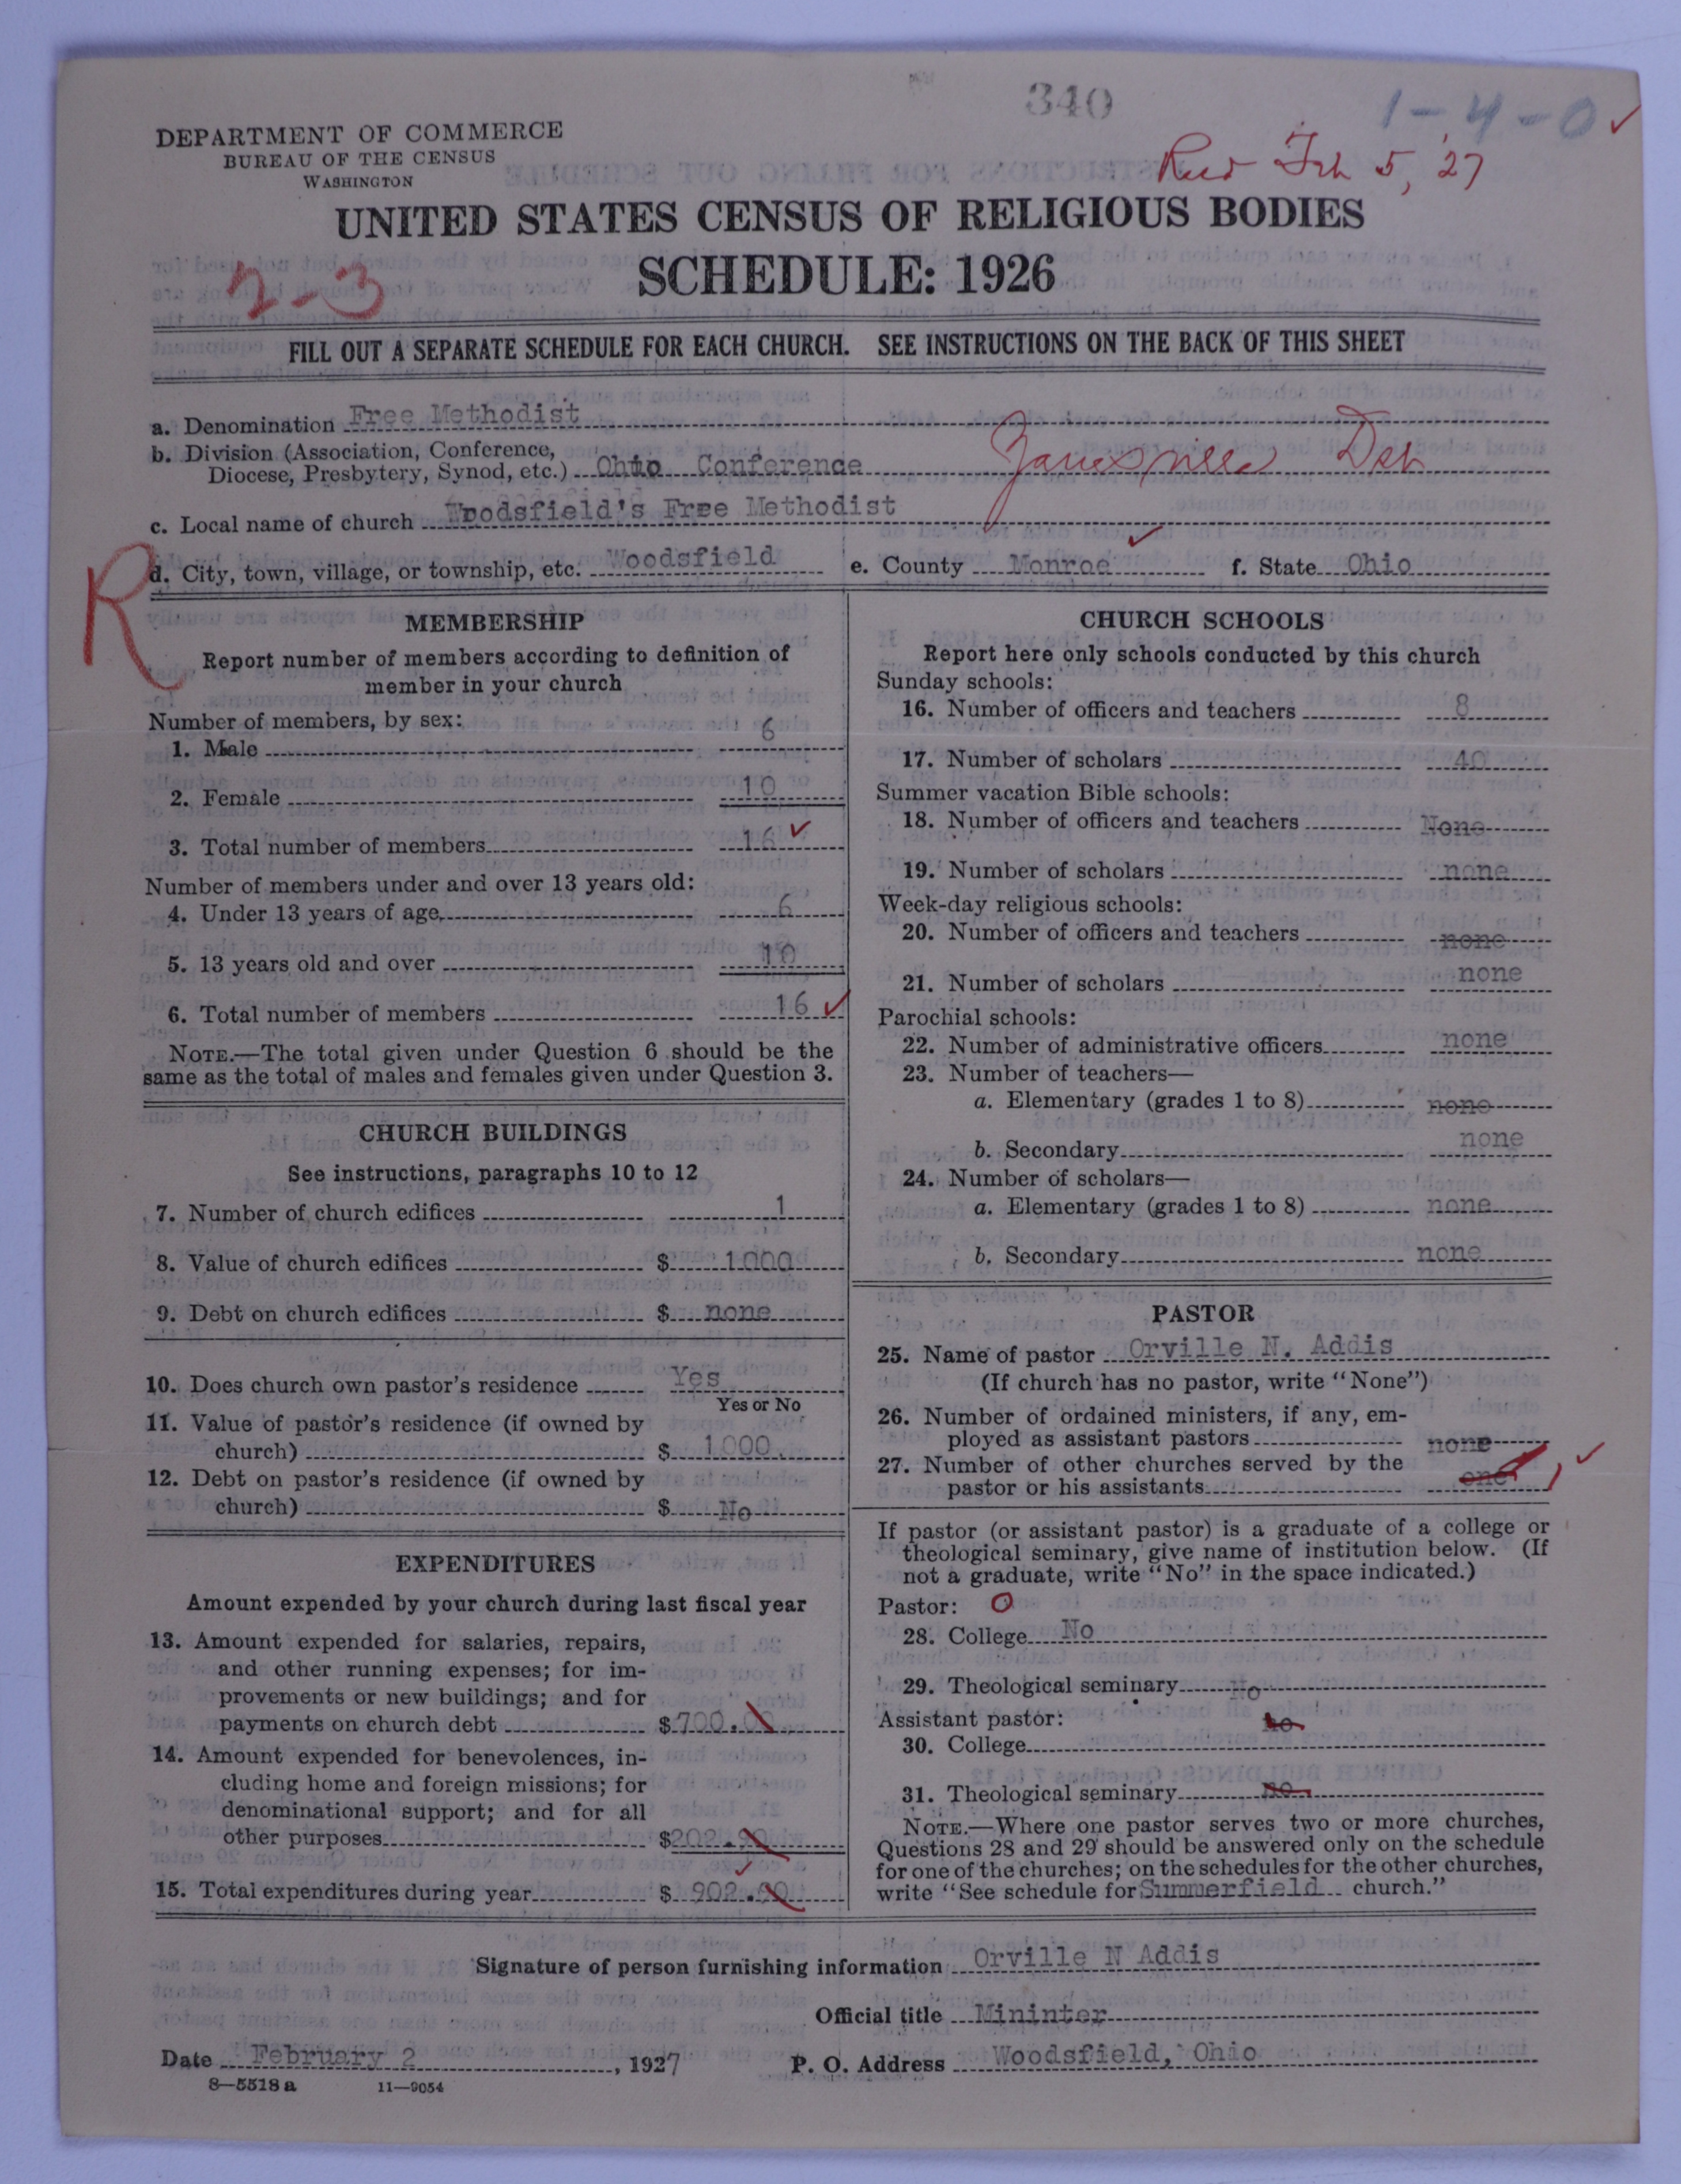 340
1-4-0
DEPARTMENT OF COMMERCE
BUREAU OF THE CENSUS
WASHINGTON
Feb 5, '27
UNITED STATES CENSUS OF RELIGIOUS BODIES
2-3
SCHEDULE: 1926
FILL OUT A SEPARATE SCHEDULE FOR EACH CHURCH. SEE INSTRUCTIONS ON THE BACK OF THIS SHEET
a. Denomination Free Methodist
b. Division (Association, Conference,
Diocese, Presbytery, Synod, etc.) Ohio Conference Zanesville Dst
c. Local name of church Woodsfield's Free Methodist
R
d. City, town, village, or township, etc. Woodsfield e. County Monroe f. State Ohio
MEMBERSHIP
Report number of members according to definition of
member in your church
Number of members, by sex:
1. Male 6
2. Female 10
3. Total number of members 16
Number of members under and over 13 years old:
4. Under 13 years of age 6
5. 13 years old and over 10
6. Total number of members 16
NOTE.—The total given under Question 6 should be the
same as the total of males and females given under Question 3.
CHURCH BUILDINGS
See instructions, paragraphs 10 to 12
7. Number of church edifices 1
8. Value of church edifices $ 1000
9. Debt on church edifices $ none
10. Does church own pastor's residence Yes
Yes or No
11. Value of pastor's residence (if owned by
church) $ 1000.
12. Debt on pastor's residence (if owned by
church) $ No
EXPENDITURES
Amount expended by your church during last fiscal year
13. Amount expended for salaries, repairs,
and other running expenses; for im-
provements or new buildings; and for
payments on church debt $ 700.00
14. Amount expended for benevolences, in-
cluding home and foreign missions; for
denominational support; and for all
other purposes $ 202.90
15. Total expenditures during year $ 902.90
CHURCH SCHOOLS
Report here only schools conducted by this church
Sunday schools:
16. Number of officers and teachers 8
17. Number of scholars 40
Summer vacation Bible schools:
18. Number of officers and teachers None
19. Number of scholars none
Week-day religious schools:
20. Number of officers and teachers none
21. Number of scholars none
Parochial schools:
22. Number of administrative officers none
23. Number of teachers—
a. Elementary (grades 1 to 8) none
b. Secondary none
24. Number of scholars—
a. Elementary (grades 1 to 8) none
b. Secondary none
PASTOR
25. Name of pastor Orville N. Addis
(If church has no pastor, write "None")
26. Number of ordained ministers, if any, em-
ployed as assistant pastors none
27. Number of other churches served by the
pastor or his assistants one 1
If pastor (or assistant pastor) is a graduate of a college or
theological seminary, give name of institution below. (If
not a graduate, write "No" in the space indicated.)
Pastor: O
28. College No
29. Theological seminary No
Assistant pastor: no
30. College
31. Theological seminary no
NOTE.—Where one pastor serves two or more churches,
Questions 28 and 29 should be answered only on the schedule
for one of the churches; on the schedules for the other churches,
write "See schedule for Summerfield church."
Signature of person furnishing information Orville N Addis
Official title Mininter
Date February 2, 1927 P. O. Address Woodsfield, Ohio
8—5518 a 11—9054